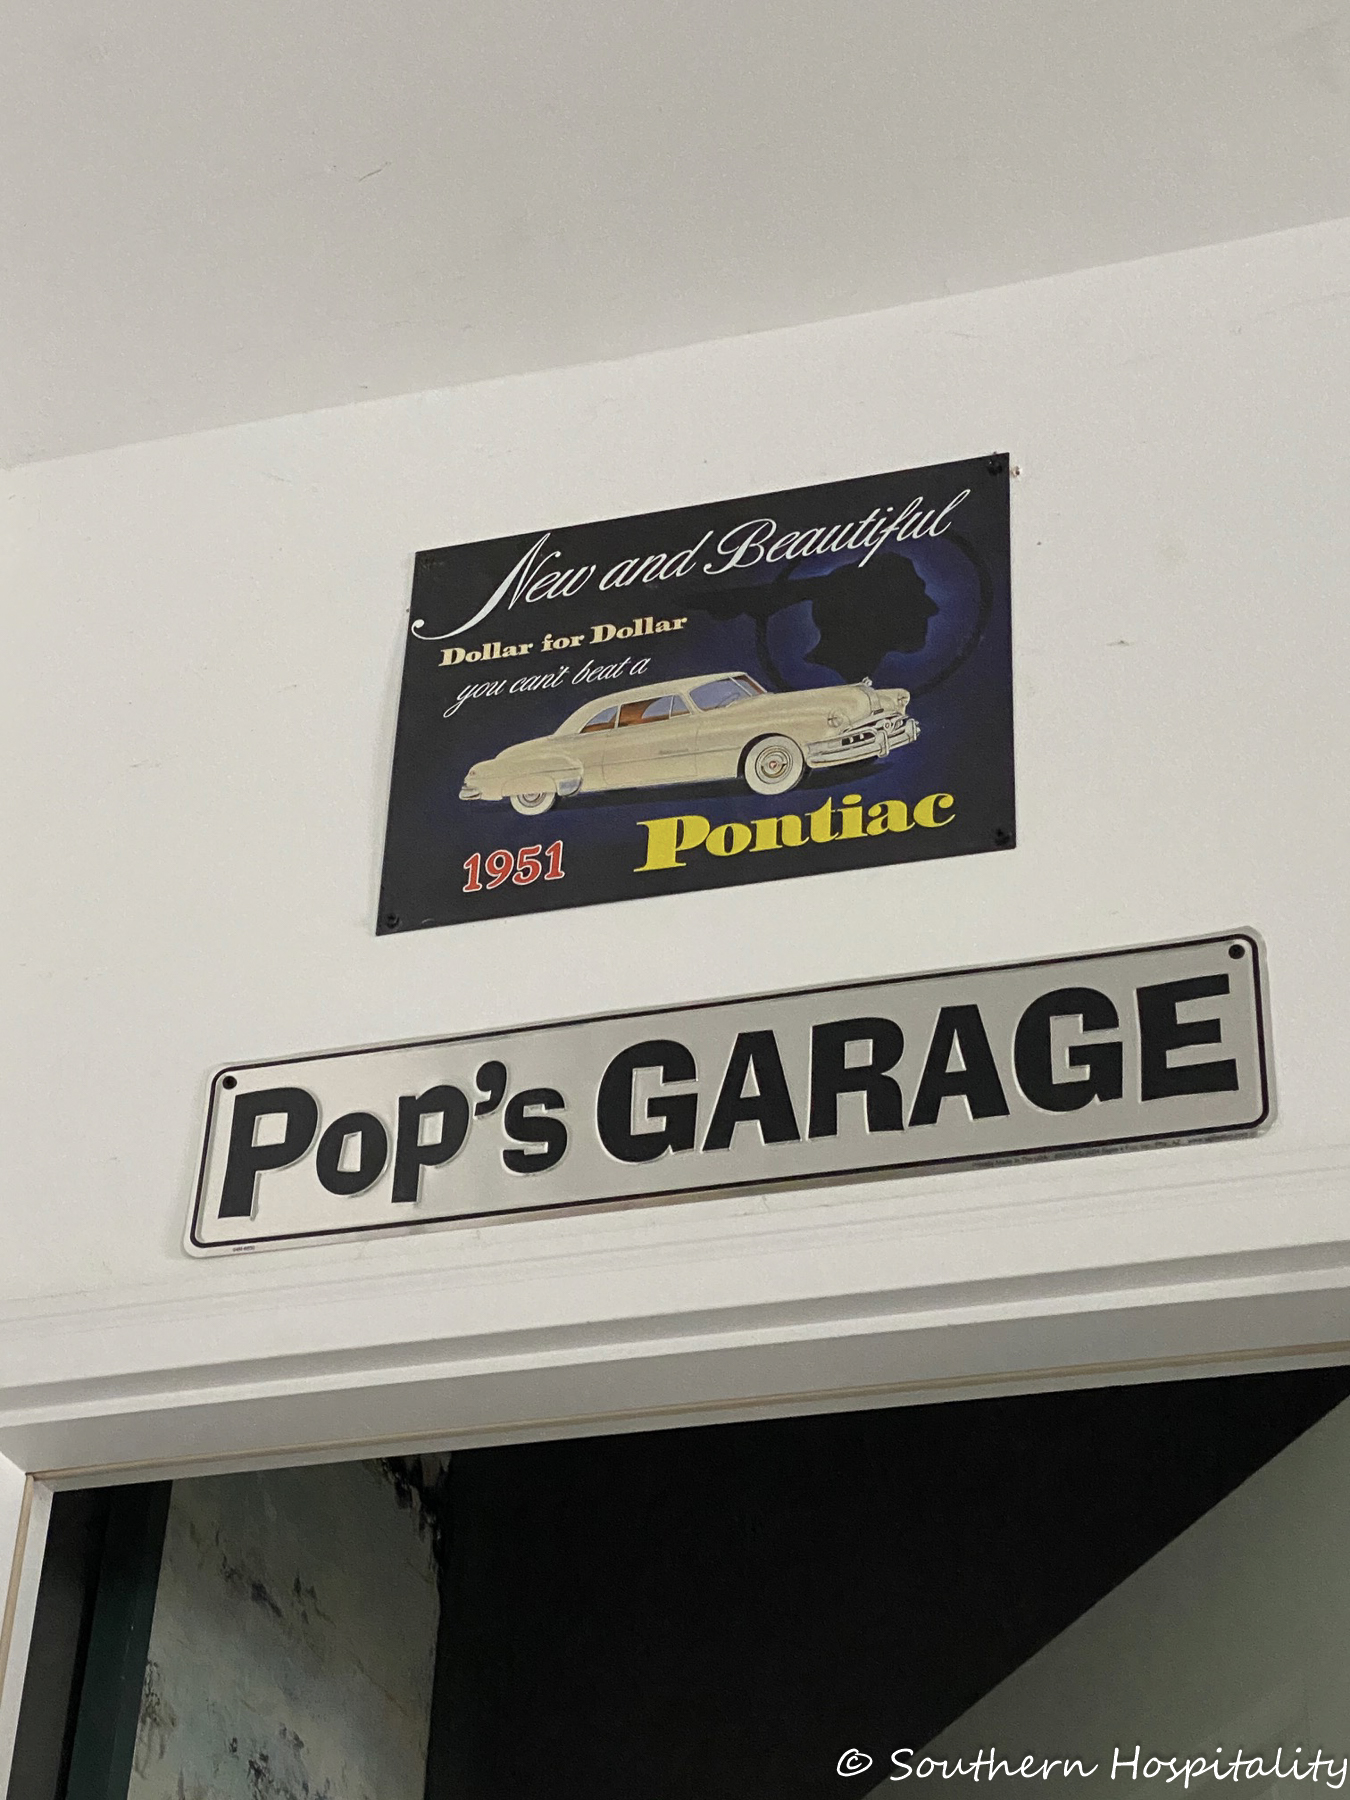 New and Beautiful
Dollar for Dollar
you can't beat a
1951
Pontiac
Pop's GARAGE
© Southern Hospitality